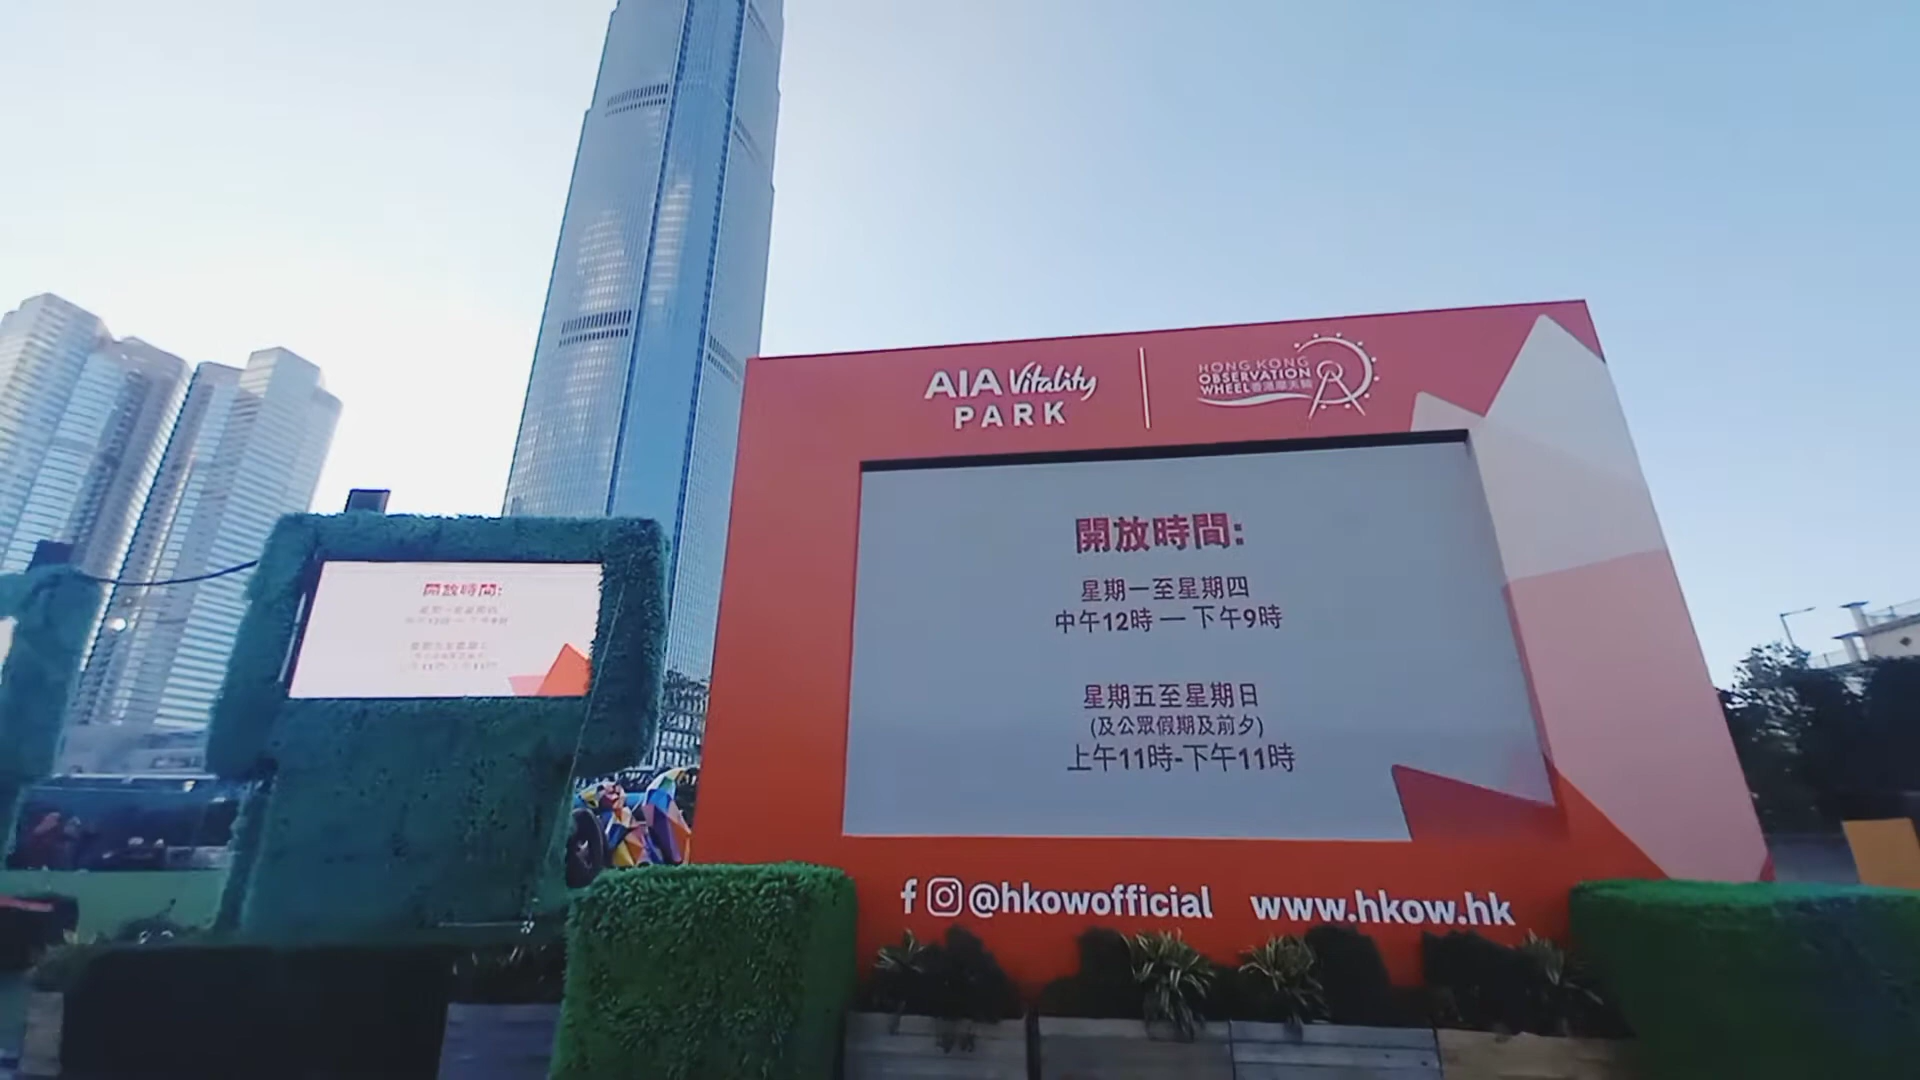 AIA Vitality
PARK
HONG KONG
OBSERVATION
WHEEL香港摩天輪
開放時間:
星期一至星期四
中午12時 — 下午9時
星期五至星期日
(及公眾假期及前夕)
上午11時-下午11時
@hkowofficial www.hkow.hk
開放時間: